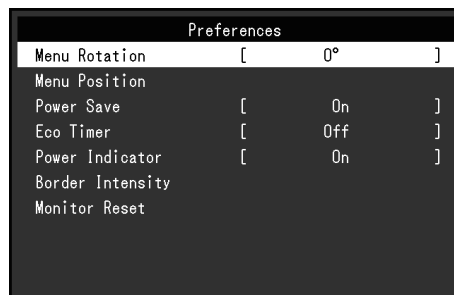 Preferences
Menu Rotation [ 0° ]
Menu Position
Power Save [ On ]
Eco Timer [ Off ]
Power Indicator [ On ]
Border Intensity
Monitor Reset